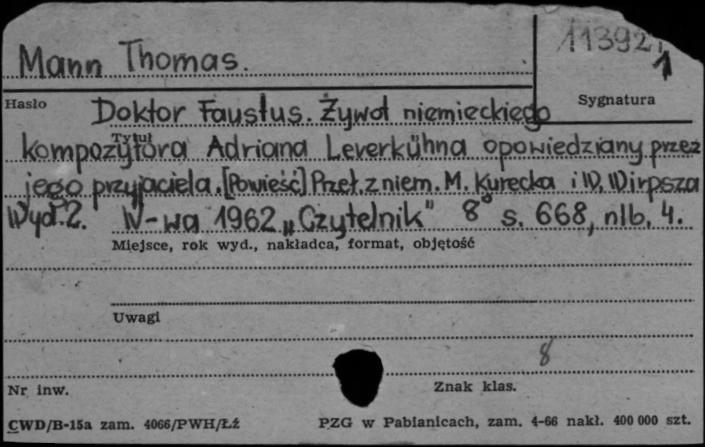 Mann Thomas.
11392
1
Hasło
Sygnatura
Doktor Faustus. Żywot niemieckiego
Tytuł
kompozytora Adriana Leverkühna opowiedziany przez
jego przyjaciela. [Powieść] Przeł. z niem. M. Kurecka i W. Wirpsza
Wyd. 2. W-wa 1962 „Czytelnik" 8° s. 668, nlb. 4.
Miejsce, rok wyd., nakładca, format, objętość
Uwagi
8
Nr inw.
Znak klas.
CWD/B-15a zam. 4066/PWH/Łź
PZG w Pabianicach, zam. 4-66 nakł. 400 000 szt.